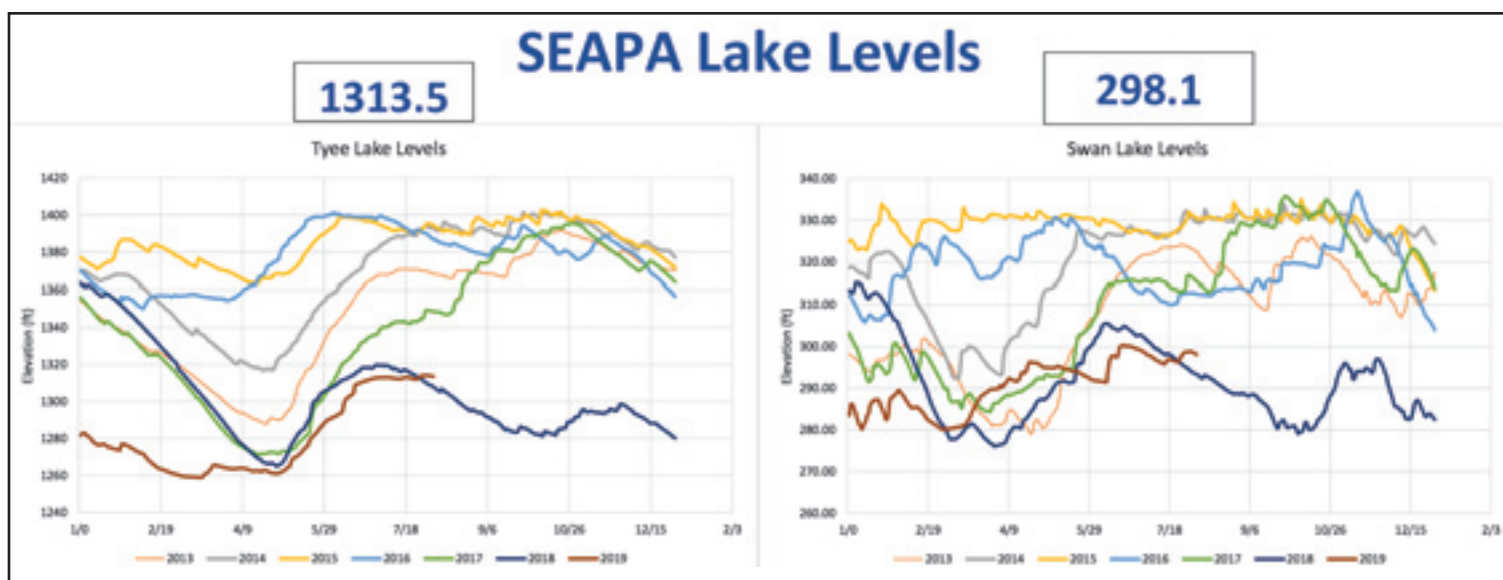 SEAPA Lake Levels
1313.5
298.1
Tyee Lake Levels
1420
1400
1380
1360
1340
1320
1300
1280
1260
1240
Elevation (ft)
1/0 2/19 4/9 5/29 7/18 9/6 10/26 12/15 2/3
2013 2014 2015 2016 2017 2018 2019
Swan Lake Levels
340.00
330.00
320.00
310.00
300.00
290.00
280.00
270.00
260.00
Elevation (ft)
1/0 2/19 4/9 5/29 7/18 9/6 10/26 12/15 2/3
2013 2014 2015 2016 2017 2018 2019